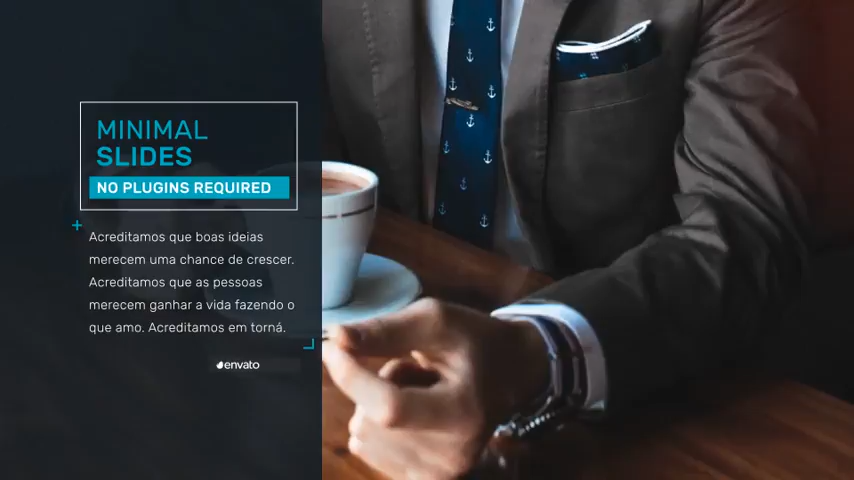 MINIMAL
SLIDES
NO PLUGINS REQUIRED
Acreditamos que boas ideias
merecem uma chance de crescer.
Acreditamos que as pessoas
merecem ganhar a vida fazendo o
que amo. Acreditamos em torná.
envato